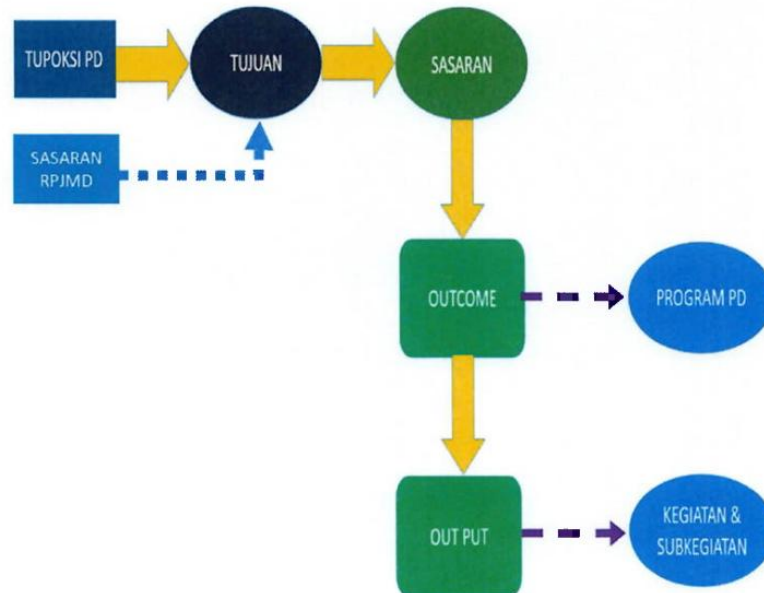 TUPOKSI PD
TUJUAN
SASARAN
SASARAN
RPJMD
OUTCOME
PROGRAM PD
OUT PUT
KEGIATAN &
SUBKEGIATAN